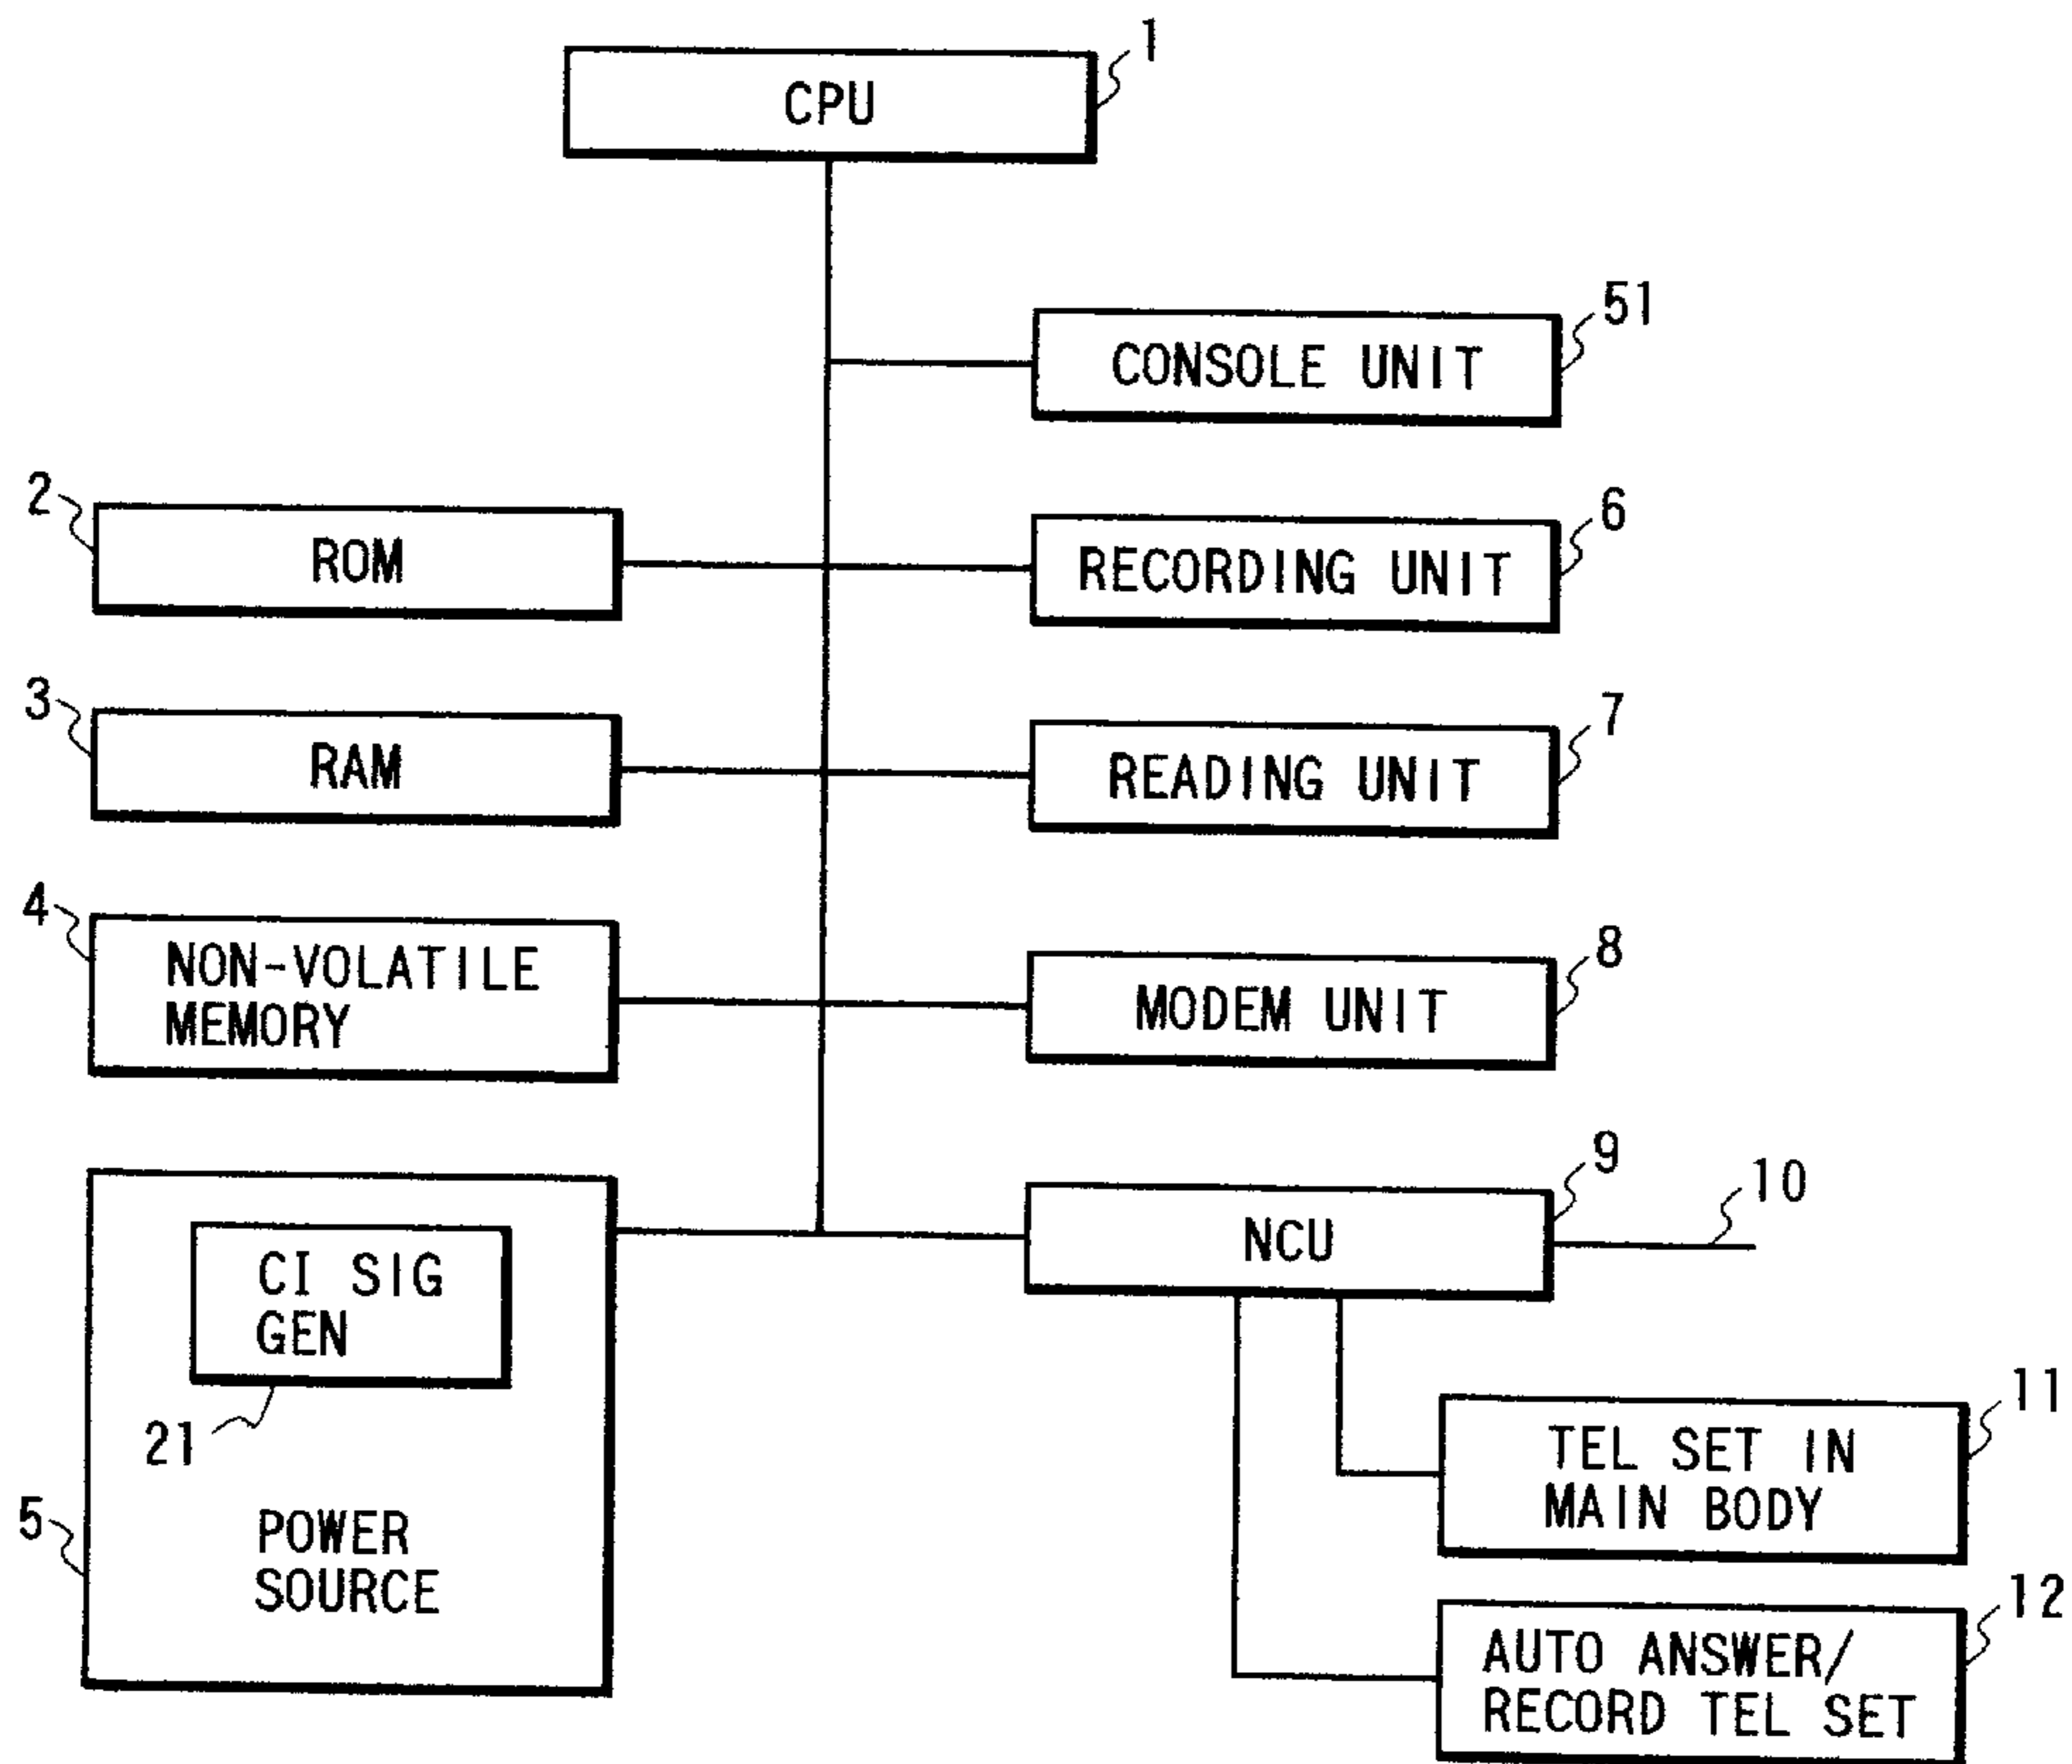 1
CPU
51
CONSOLE UNIT
2
ROM
6
RECORDING UNIT
3
RAM
7
READING UNIT
4
NON-VOLATILE
MEMORY
8
MODEM UNIT
9
NCU
10
CI SIG
GEN
21
5
POWER
SOURCE
11
TEL SET IN
MAIN BODY
12
AUTO ANSWER/
RECORD TEL SET